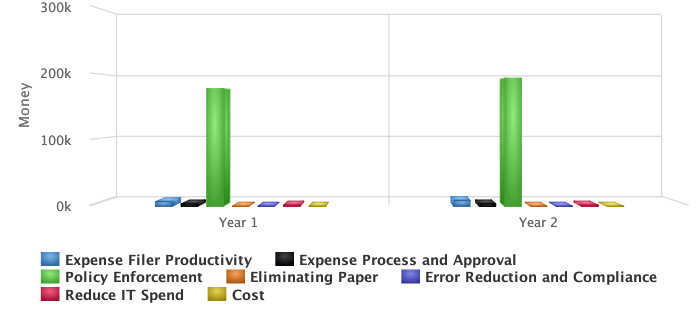 300k
200k
100k
0k
Money
Year 1
Year 2
Expense Filer Productivity
Expense Process and Approval
Policy Enforcement
Eliminating Paper
Error Reduction and Compliance
Reduce IT Spend
Cost